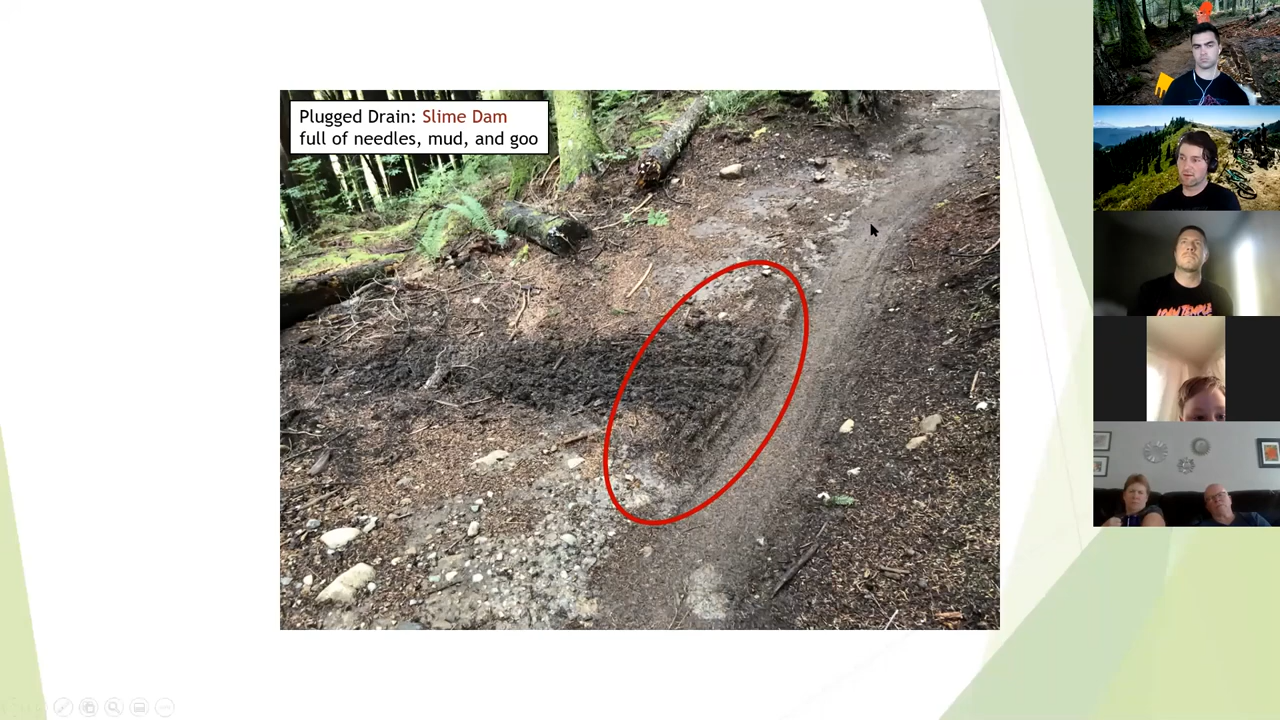 Plugged Drain: Slime Dam
full of needles, mud, and goo